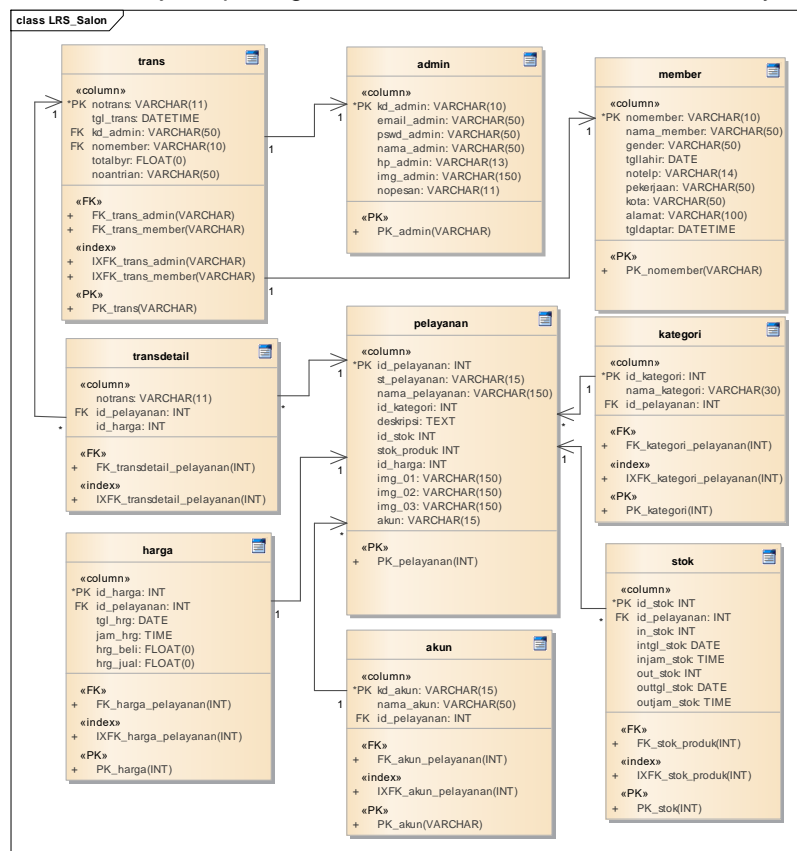 class LRS_Salon
trans
«column»
*PK notrans: VARCHAR(11)
tgl_trans: DATETIME
FK kd_admin: VARCHAR(50)
FK nomember: VARCHAR(10)
totalbyr: FLOAT(0)
noantrian: VARCHAR(50)
«FK»
+ FK_trans_admin(VARCHAR)
+ FK_trans_member(VARCHAR)
«index»
+ IXFK_trans_admin(VARCHAR)
+ IXFK_trans_member(VARCHAR)
«PK»
+ PK_trans(VARCHAR)
1
1
1
admin
«column»
*PK kd_admin: VARCHAR(10)
email_admin: VARCHAR(50)
pswd_admin: VARCHAR(50)
nama_admin: VARCHAR(50)
hp_admin: VARCHAR(13)
img_admin: VARCHAR(150)
nopesan: VARCHAR(11)
«PK»
+ PK_admin(VARCHAR)
1
member
«column»
*PK nomember: VARCHAR(10)
nama_member: VARCHAR(50)
gender: VARCHAR(50)
tgllahir: DATE
notelp: VARCHAR(14)
pekerjaan: VARCHAR(50)
kota: VARCHAR(50)
alamat: VARCHAR(100)
tgldaptar: DATETIME
«PK»
+ PK_nomember(VARCHAR)
1
transdetail
«column»
notrans: VARCHAR(11)
FK id_pelayanan: INT
id_harga: INT
«FK»
+ FK_transdetail_pelayanan(INT)
«index»
+ IXFK_transdetail_pelayanan(INT)
*
*
pelayanan
«column»
*PK id_pelayanan: INT
st_pelayanan: VARCHAR(15)
nama_pelayanan: VARCHAR(150)
id_kategori: INT
deskripsi: TEXT
id_stok: INT
stok_produk: INT
id_harga: INT
img_01: VARCHAR(150)
img_02: VARCHAR(150)
img_03: VARCHAR(150)
akun: VARCHAR(15)
«PK»
+ PK_pelayanan(INT)
1
1
*
*
1
kategori
«column»
*PK id_kategori: INT
nama_kategori: VARCHAR(30)
FK id_pelayanan: INT
«FK»
+ FK_kategori_pelayanan(INT)
«index»
+ IXFK_kategori_pelayanan(INT)
«PK»
+ PK_kategori(INT)
1
harga
«column»
*PK id_harga: INT
FK id_pelayanan: INT
tgl_hrg: DATE
jam_hrg: TIME
hrg_beli: FLOAT(0)
hrg_jual: FLOAT(0)
«FK»
+ FK_harga_pelayanan(INT)
«index»
+ IXFK_harga_pelayanan(INT)
«PK»
+ PK_harga(INT)
1
akun
«column»
*PK kd_akun: VARCHAR(15)
nama_akun: VARCHAR(50)
FK id_pelayanan: INT
«FK»
+ FK_akun_pelayanan(INT)
«index»
+ IXFK_akun_pelayanan(INT)
«PK»
+ PK_akun(VARCHAR)
1
stok
«column»
*PK id_stok: INT
FK id_pelayanan: INT
in_stok: INT
intgl_stok: DATE
injam_stok: TIME
out_stok: INT
outtgl_stok: DATE
outjam_stok: TIME
«FK»
+ FK_stok_produk(INT)
«index»
+ IXFK_stok_produk(INT)
«PK»
+ PK_stok(INT)
*